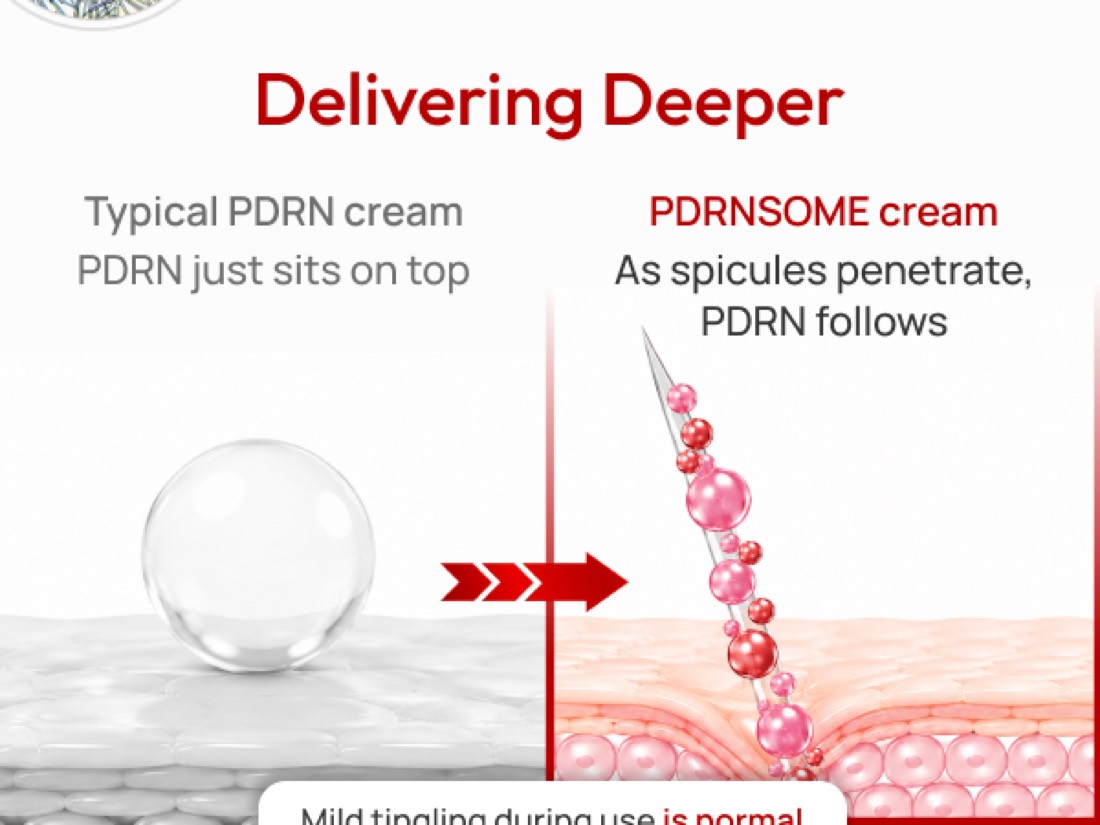 Delivering Deeper
Typical PDRN cream
PDRN just sits on top
PDRNSOME cream
As spicules penetrate,
PDRN follows
Mild tingling during use is normal